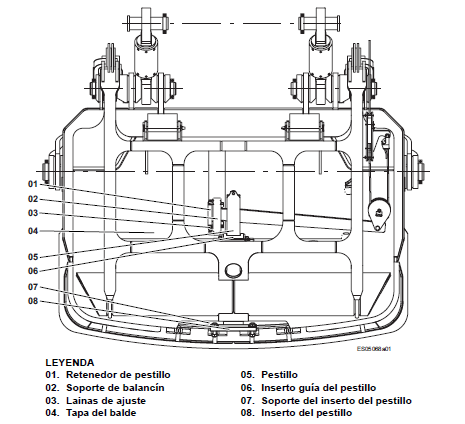 01
02
03
04
05
06
07
08
ES05068a01
LEYENDA
01. Retenedor de pestillo
02. Soporte de balancín
03. Lainas de ajuste
04. Tapa del balde
05. Pestillo
06. Inserto guía del pestillo
07. Soporte del inserto del pestillo
08. Inserto del pestillo